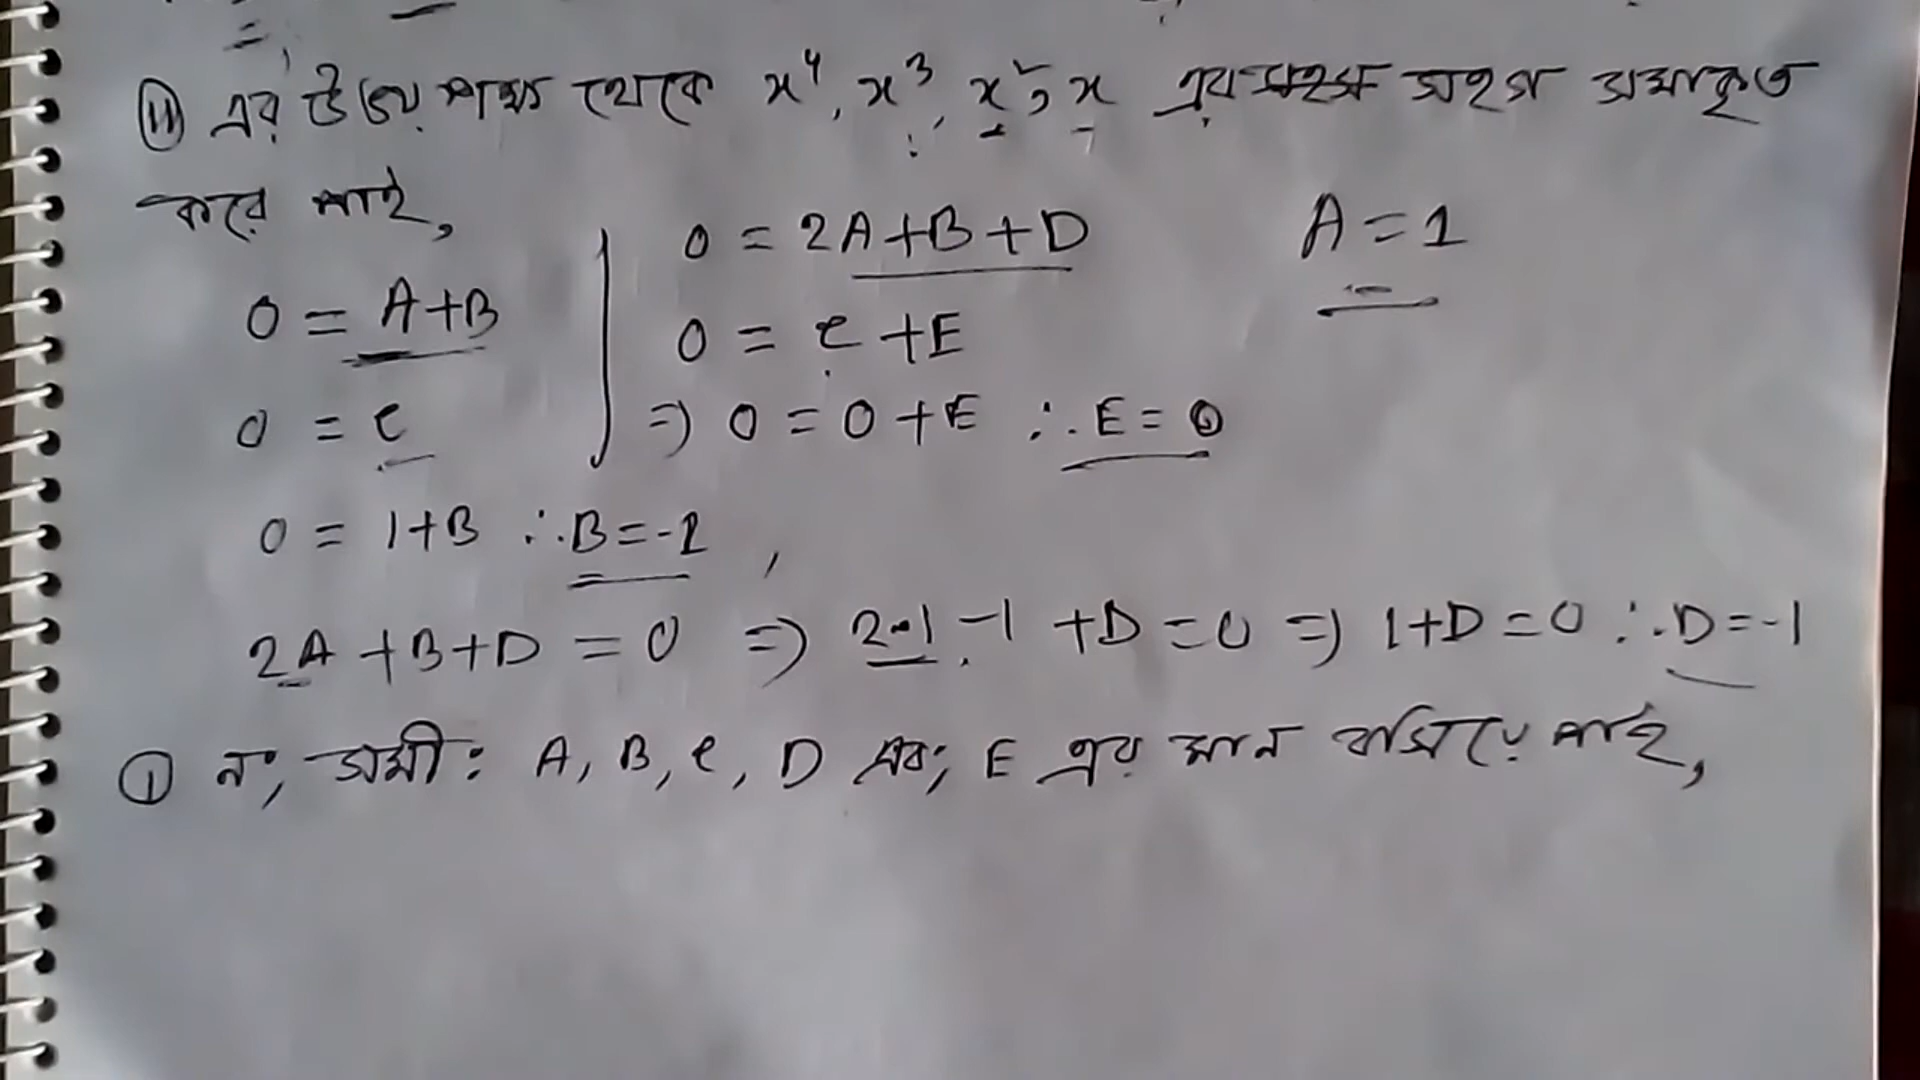 (ii) এর উভয় পক্ষ থেকে x⁴, x³, x², x এর সহগ সমীকৃত
করে পাই,
0 = A+B
0 = c
0 = 2A+B+D
0 = c+E
⇒ 0 = 0+E ∴ E = 0
A = 1
0 = 1+B ∴ B = -1,
2A+B+D = 0 ⇒ 2·1-1+D = 0 ⇒ 1+D = 0 ∴ D = -1
(i) নং, সমী: A, B, c, D এবং E এর মান বসিয়ে পাই,